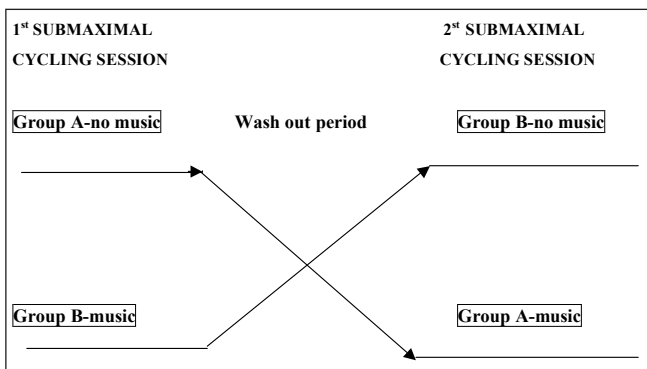 1st SUBMAXIMAL
CYCLING SESSION
2st SUBMAXIMAL
CYCLING SESSION
Group A-no music
Wash out period
Group B-no music
Group B-music
Group A-music